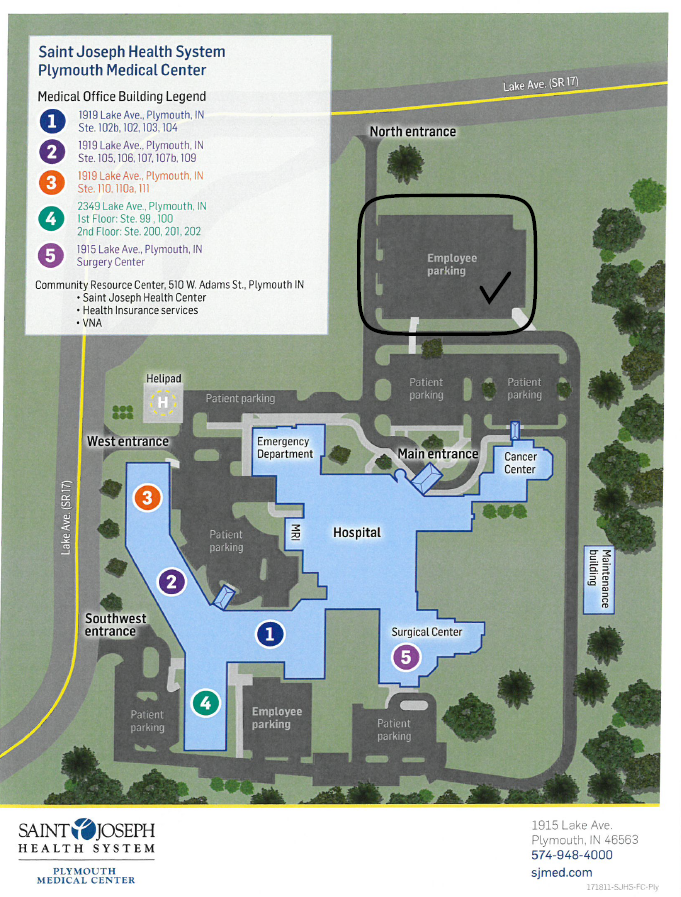 Saint Joseph Health System
Plymouth Medical Center
Medical Office Building Legend
1
1919 Lake Ave., Plymouth, IN
Ste. 102b, 102, 103, 104
2
1919 Lake Ave., Plymouth, IN
Ste. 105, 106, 107, 107b, 109
3
1919 Lake Ave., Plymouth, IN
Ste. 110, 110a, 111
4
2349 Lake Ave., Plymouth, IN
1st Floor: Ste. 99, 100
2nd Floor: Ste. 200, 201, 202
5
1915 Lake Ave., Plymouth, IN
Surgery Center
Community Resource Center, 510 W. Adams St., Plymouth IN
• Saint Joseph Health Center
• Health Insurance services
• VNA
Lake Ave. (SR 17)
North entrance
Employee
parking
Helipad
H
Patient parking
Patient
parking
Patient
parking
West entrance
Emergency
Department
Main entrance
Cancer
Center
3
Lake Ave. (SR 17)
Patient
parking
MRI
Hospital
Maintenance
building
2
Southwest
entrance
1
Surgical Center
5
4
Patient
parking
Employee
parking
Patient
parking
SAINT JOSEPH
HEALTH SYSTEM
PLYMOUTH
MEDICAL CENTER
1915 Lake Ave.
Plymouth, IN 46563
574-948-4000
sjmed.com
171811-SJHS-FC-Ply